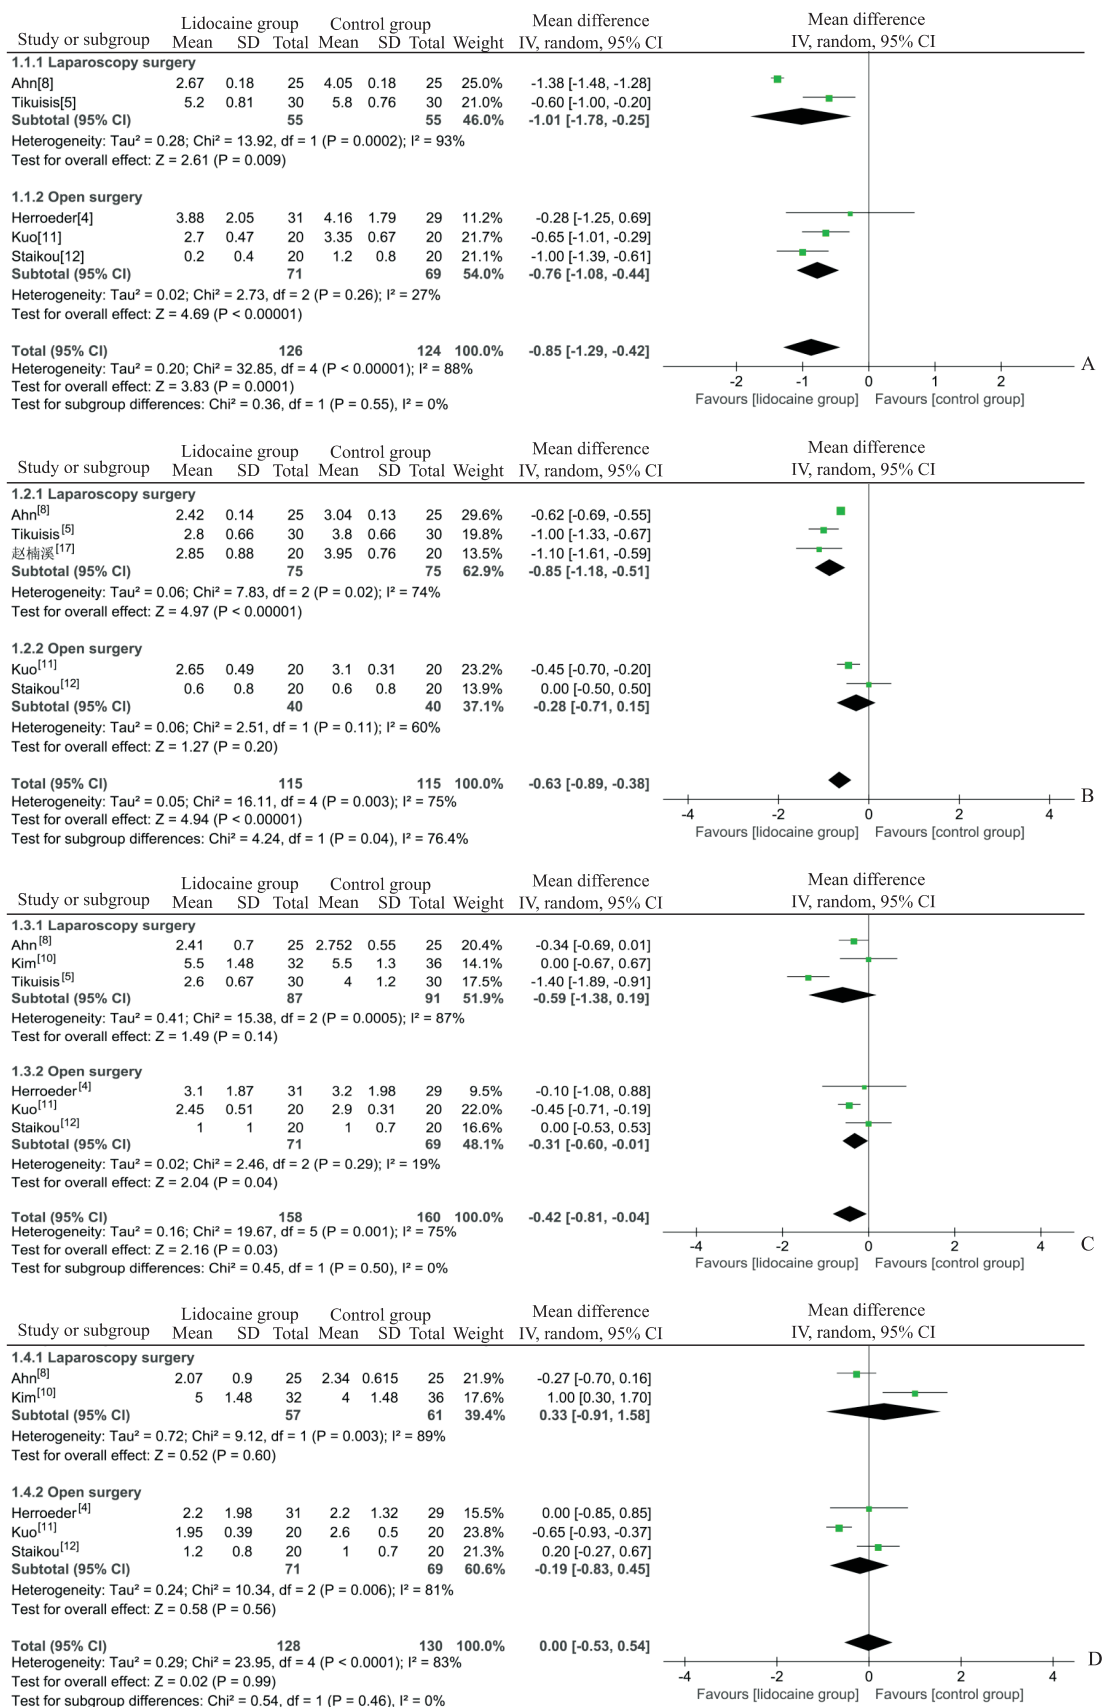 Lidocaine group Control group Mean difference Mean difference
Study or subgroup Mean SD Total Mean SD Total Weight IV, random, 95% CI IV, random, 95% CI
1.1.1 Laparoscopy surgery
Ahn[8] 2.67 0.18 25 4.05 0.18 25 25.0% -1.38 [-1.48, -1.28]
Tikuisis[5] 5.2 0.81 30 5.8 0.76 30 21.0% -0.60 [-1.00, -0.20]
Subtotal (95% CI) 55 55 46.0% -1.01 [-1.78, -0.25]
Heterogeneity: Tau² = 0.28; Chi² = 13.92, df = 1 (P = 0.0002); I² = 93%
Test for overall effect: Z = 2.61 (P = 0.009)
1.1.2 Open surgery
Herroeder[4] 3.88 2.05 31 4.16 1.79 29 11.2% -0.28 [-1.25, 0.69]
Kuo[11] 2.7 0.47 20 3.35 0.67 20 21.7% -0.65 [-1.01, -0.29]
Staikou[12] 0.2 0.4 20 1.2 0.8 20 21.1% -1.00 [-1.39, -0.61]
Subtotal (95% CI) 71 69 54.0% -0.76 [-1.08, -0.44]
Heterogeneity: Tau² = 0.02; Chi² = 2.73, df = 2 (P = 0.26); I² = 27%
Test for overall effect: Z = 4.69 (P < 0.00001)
Total (95% CI) 126 124 100.0% -0.85 [-1.29, -0.42]
Heterogeneity: Tau² = 0.20; Chi² = 32.85, df = 4 (P < 0.00001); I² = 88%
Test for overall effect: Z = 3.83 (P = 0.0001)
Test for subgroup differences: Chi² = 0.36, df = 1 (P = 0.55), I² = 0%
-2 -1 0 1 2
Favours [lidocaine group] Favours [control group]
A
Lidocaine group Control group Mean difference Mean difference
Study or subgroup Mean SD Total Mean SD Total Weight IV, random, 95% CI IV, random, 95% CI
1.2.1 Laparoscopy surgery
Ahn[8] 2.42 0.14 25 3.04 0.13 25 29.6% -0.62 [-0.69, -0.55]
Tikuisis[5] 2.8 0.66 30 3.8 0.66 30 19.8% -1.00 [-1.33, -0.67]
赵楠溪[17] 2.85 0.88 20 3.95 0.76 20 13.5% -1.10 [-1.61, -0.59]
Subtotal (95% CI) 75 75 62.9% -0.85 [-1.18, -0.51]
Heterogeneity: Tau² = 0.06; Chi² = 7.83, df = 2 (P = 0.02); I² = 74%
Test for overall effect: Z = 4.97 (P < 0.00001)
1.2.2 Open surgery
Kuo[11] 2.65 0.49 20 3.1 0.31 20 23.2% -0.45 [-0.70, -0.20]
Staikou[12] 0.6 0.8 20 0.6 0.8 20 13.9% 0.00 [-0.50, 0.50]
Subtotal (95% CI) 40 40 37.1% -0.28 [-0.71, 0.15]
Heterogeneity: Tau² = 0.06; Chi² = 2.51, df = 1 (P = 0.11); I² = 60%
Test for overall effect: Z = 1.27 (P = 0.20)
Total (95% CI) 115 115 100.0% -0.63 [-0.89, -0.38]
Heterogeneity: Tau² = 0.05; Chi² = 16.11, df = 4 (P = 0.003); I² = 75%
Test for overall effect: Z = 4.94 (P < 0.00001)
Test for subgroup differences: Chi² = 4.24, df = 1 (P = 0.04), I² = 76.4%
-4 -2 0 2 4
Favours [lidocaine group] Favours [control group]
B
Lidocaine group Control group Mean difference Mean difference
Study or subgroup Mean SD Total Mean SD Total Weight IV, random, 95% CI IV, random, 95% CI
1.3.1 Laparoscopy surgery
Ahn[8] 2.41 0.7 25 2.752 0.55 25 20.4% -0.34 [-0.69, 0.01]
Kim[10] 5.5 1.48 32 5.5 1.3 36 14.1% 0.00 [-0.67, 0.67]
Tikuisis[5] 2.6 0.67 30 4 1.2 30 17.5% -1.40 [-1.89, -0.91]
Subtotal (95% CI) 87 91 51.9% -0.59 [-1.38, 0.19]
Heterogeneity: Tau² = 0.41; Chi² = 15.38, df = 2 (P = 0.0005); I² = 87%
Test for overall effect: Z = 1.49 (P = 0.14)
1.3.2 Open surgery
Herroeder[4] 3.1 1.87 31 3.2 1.98 29 9.5% -0.10 [-1.08, 0.88]
Kuo[11] 2.45 0.51 20 2.9 0.31 20 22.0% -0.45 [-0.71, -0.19]
Staikou[12] 1 1 20 1 0.7 20 16.6% 0.00 [-0.53, 0.53]
Subtotal (95% CI) 71 69 48.1% -0.31 [-0.60, -0.01]
Heterogeneity: Tau² = 0.02; Chi² = 2.46, df = 2 (P = 0.29); I² = 19%
Test for overall effect: Z = 2.04 (P = 0.04)
Total (95% CI) 158 160 100.0% -0.42 [-0.81, -0.04]
Heterogeneity: Tau² = 0.16; Chi² = 19.67, df = 5 (P = 0.001); I² = 75%
Test for overall effect: Z = 2.16 (P = 0.03)
Test for subgroup differences: Chi² = 0.45, df = 1 (P = 0.50), I² = 0%
-4 -2 0 2 4
Favours [lidocaine group] Favours [control group]
C
Lidocaine group Control group Mean difference Mean difference
Study or subgroup Mean SD Total Mean SD Total Weight IV, random, 95% CI IV, random, 95% CI
1.4.1 Laparoscopy surgery
Ahn[8] 2.07 0.9 25 2.34 0.615 25 21.9% -0.27 [-0.70, 0.16]
Kim[10] 5 1.48 32 4 1.48 36 17.6% 1.00 [0.30, 1.70]
Subtotal (95% CI) 57 61 39.4% 0.33 [-0.91, 1.58]
Heterogeneity: Tau² = 0.72; Chi² = 9.12, df = 1 (P = 0.003); I² = 89%
Test for overall effect: Z = 0.52 (P = 0.60)
1.4.2 Open surgery
Herroeder[4] 2.2 1.98 31 2.2 1.32 29 15.5% 0.00 [-0.85, 0.85]
Kuo[11] 1.95 0.39 20 2.6 0.5 20 23.8% -0.65 [-0.93, -0.37]
Staikou[12] 1.2 0.8 20 1 0.7 20 21.3% 0.20 [-0.27, 0.67]
Subtotal (95% CI) 71 69 60.6% -0.19 [-0.83, 0.45]
Heterogeneity: Tau² = 0.24; Chi² = 10.34, df = 2 (P = 0.006); I² = 81%
Test for overall effect: Z = 0.58 (P = 0.56)
Total (95% CI) 128 130 100.0% 0.00 [-0.53, 0.54]
Heterogeneity: Tau² = 0.29; Chi² = 23.95, df = 4 (P < 0.0001); I² = 83%
Test for overall effect: Z = 0.02 (P = 0.99)
Test for subgroup differences: Chi² = 0.54, df = 1 (P = 0.46), I² = 0%
-4 -2 0 2 4
Favours [lidocaine group] Favours [control group]
D